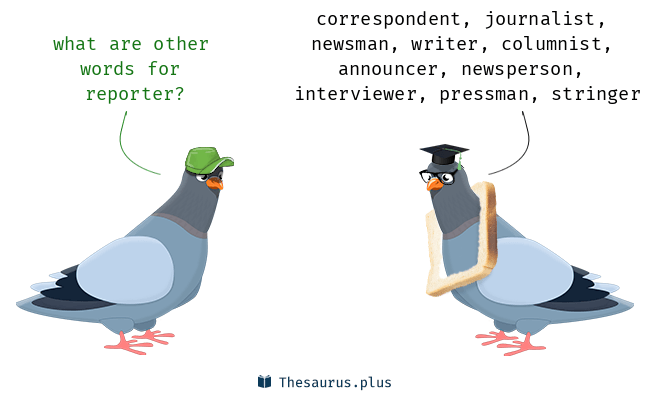 what are other
words for
reporter?
correspondent, journalist,
newsman, writer, columnist,
announcer, newsperson,
interviewer, pressman, stringer
Thesaurus.plus